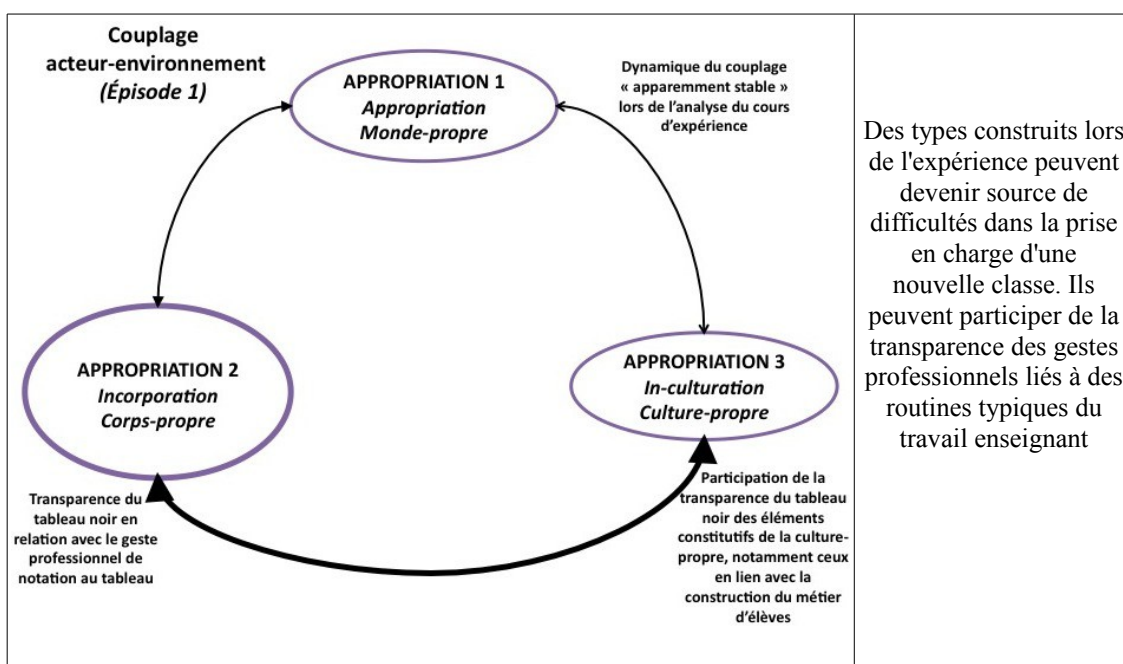 Couplage
acteur-environnement
(Épisode 1)
APPROPRIATION 1
Appropriation
Monde-propre
Dynamique du couplage
« apparemment stable »
lors de l'analyse du cours
d'expérience
APPROPRIATION 2
Incorporation
Corps-propre
APPROPRIATION 3
In-culturation
Culture-propre
Transparence du
tableau noir en
relation avec le geste
professionnel de
notation au tableau
Participation de la
transparence du tableau
noir des éléments
constitutifs de la culture-
propre, notamment ceux
en lien avec la
construction du métier
d'élèves
Des types construits lors
de l'expérience peuvent
devenir source de
difficultés dans la prise
en charge d'une
nouvelle classe. Ils
peuvent participer de la
transparence des gestes
professionnels liés à des
routines typiques du
travail enseignant